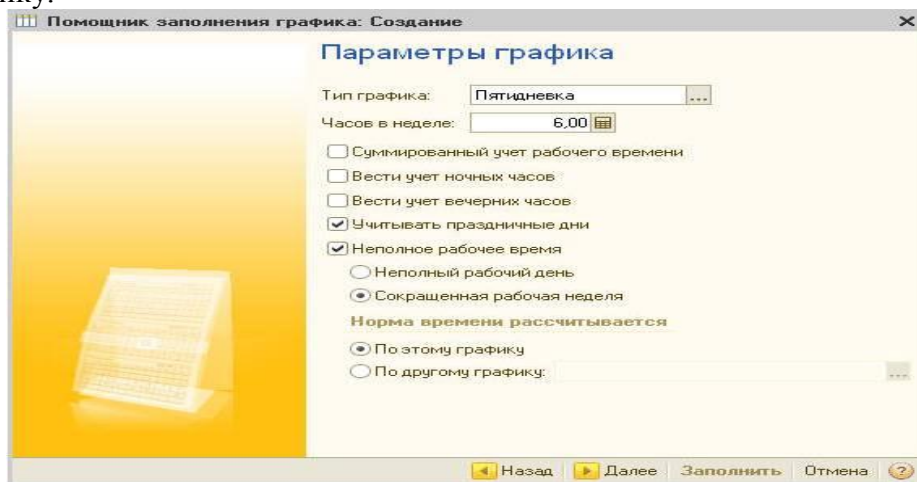 нку.
Помощник заполнения графика: Создание
Параметры графика
Тип графика: Пятидневка ...
Часов в неделе: 6,00
Суммированный учет рабочего времени
Вести учет ночных часов
Вести учет вечерних часов
Учитывать праздничные дни
Неполное рабочее время
Неполный рабочий день
Сокращенная рабочая неделя
Норма времени рассчитывается
По этому графику
По другому графику: ...
Назад Далее Заполнить Отмена ?